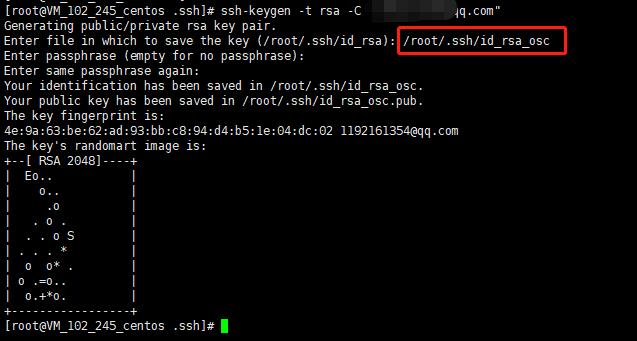 [root@VM_102_245_centos .ssh]# ssh-keygen -t rsa -C qq.com"
Generating public/private rsa key pair.
Enter file in which to save the key (/root/.ssh/id_rsa): /root/.ssh/id_rsa_osc
Enter passphrase (empty for no passphrase):
Enter same passphrase again:
Your identification has been saved in /root/.ssh/id_rsa_osc.
Your public key has been saved in /root/.ssh/id_rsa_osc.pub.
The key fingerprint is:
4e:9a:63:be:62:ad:93:bb:c8:94:d4:b5:1e:04:dc:02 1192161354@qq.com
The key's randomart image is:
+--[ RSA 2048]----+
|  Eo..           |
|    o..          |
|     .o          |
|   . o .         |
|  . . o S        |
| . . . *         |
|  o  o* .        |
| o .=o..         |
|  o.+*o.         |
+-----------------+
[root@VM_102_245_centos .ssh]#